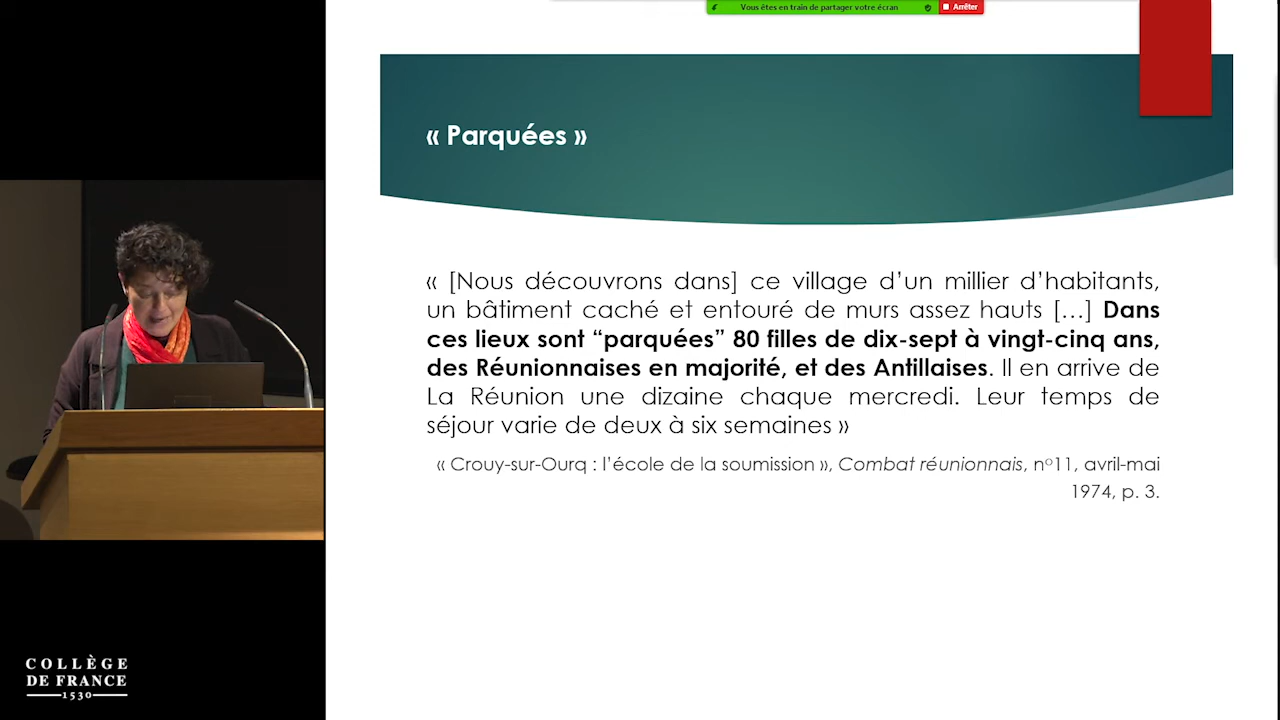 Vous êtes en train de partager votre écran
Arrêter
« Parquées »
« [Nous découvrons dans] ce village d’un millier d’habitants,
un bâtiment caché et entouré de murs assez hauts […] Dans
ces lieux sont “parquées” 80 filles de dix-sept à vingt-cinq ans,
des Réunionnaises en majorité, et des Antillaises. Il en arrive de
La Réunion une dizaine chaque mercredi. Leur temps de
séjour varie de deux à six semaines »
« Crouy-sur-Ourq : l’école de la soumission », Combat réunionnais, nº11, avril-mai
1974, p. 3.
COLLÈGE
DE FRANCE
1530